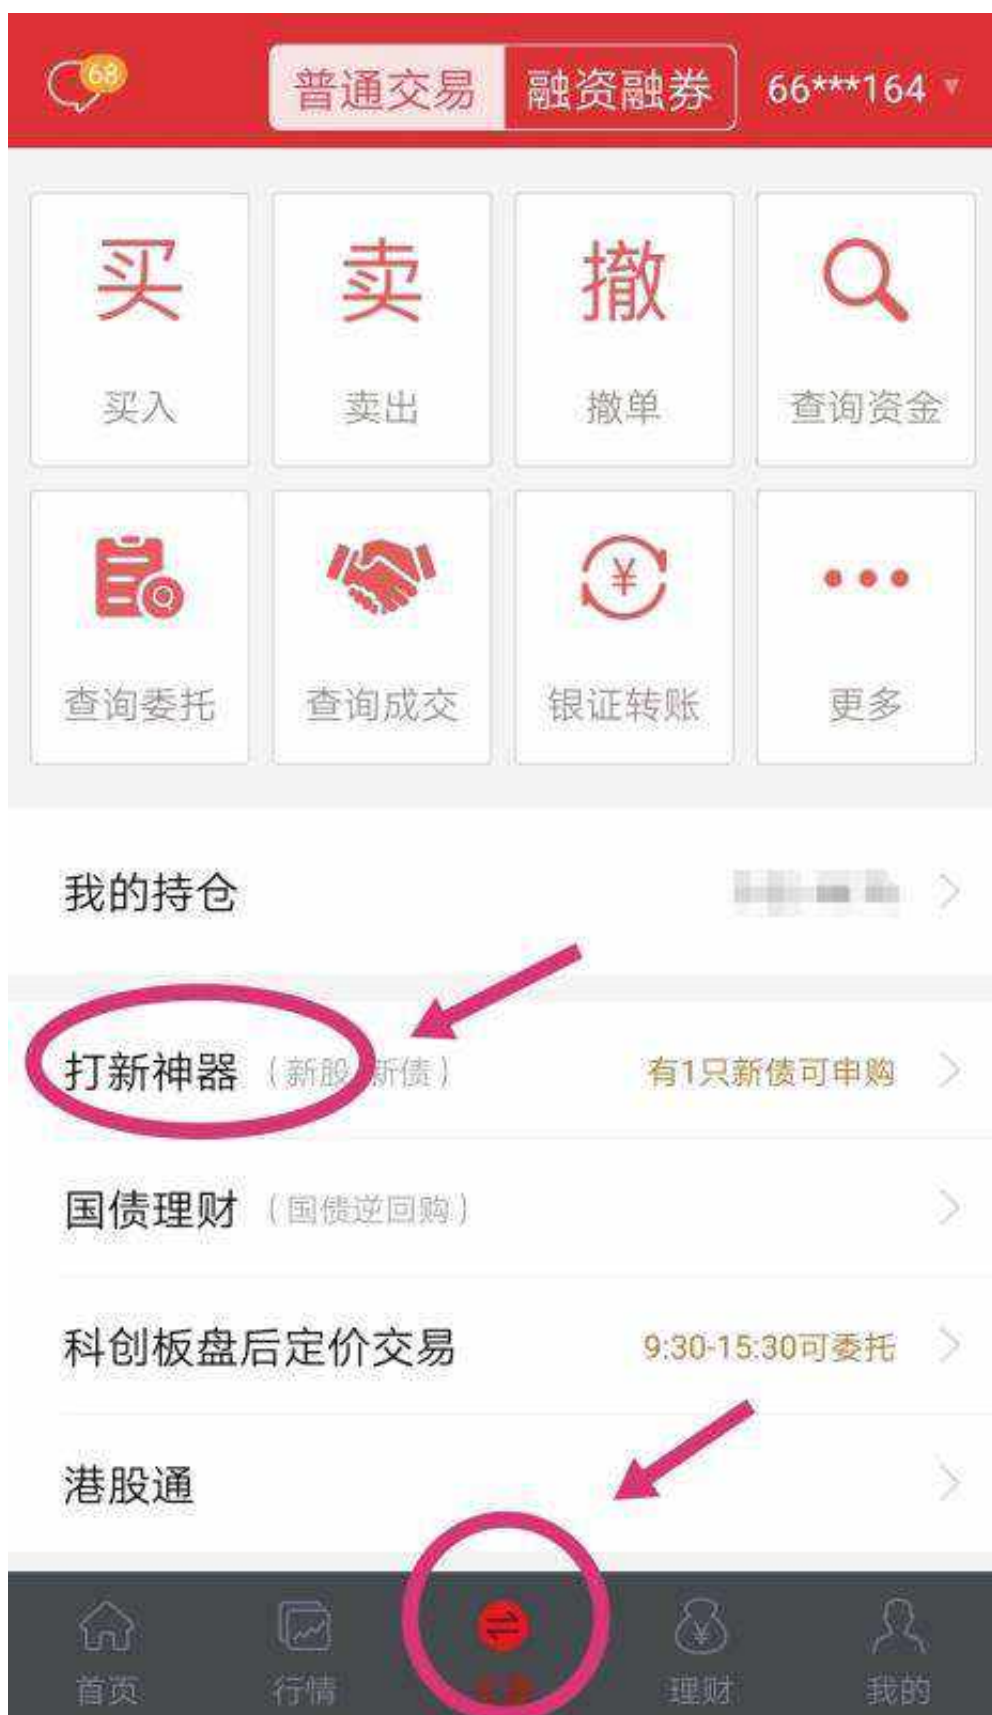 68 普通交易 融资融券 66***164
买 卖 撤
买入 卖出 撤单 查询资金
¥
查询委托 查询成交 银证转账 更多
我的持仓
打新神器 (新股 新债) 有1只新债可申购
国债理财 (国债逆回购)
科创板盘后定价交易 9:30-15:30可委托
港股通
¥
首页 行情 理财 我的